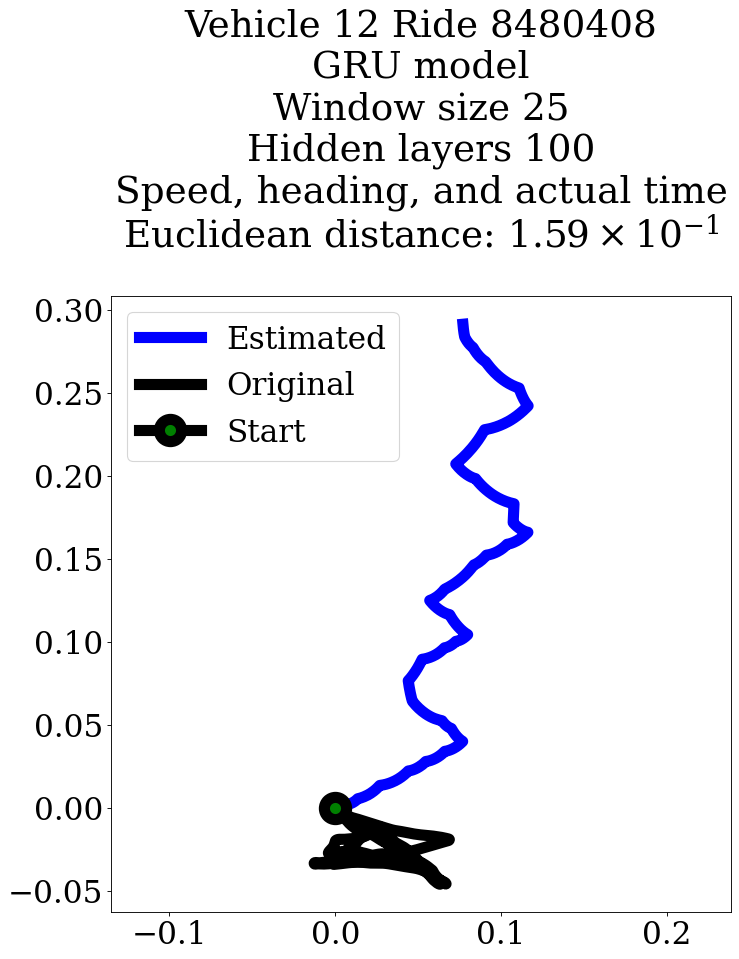 Vehicle 12 Ride 8480408
GRU model
Window size 25
Hidden layers 100
Speed, heading, and actual time
Euclidean distance: 1.59 × 10⁻¹
0.30
Estimated
Original
Start
0.25
0.20
0.15
0.10
0.05
0.00
−0.05
−0.1 0.0 0.1 0.2